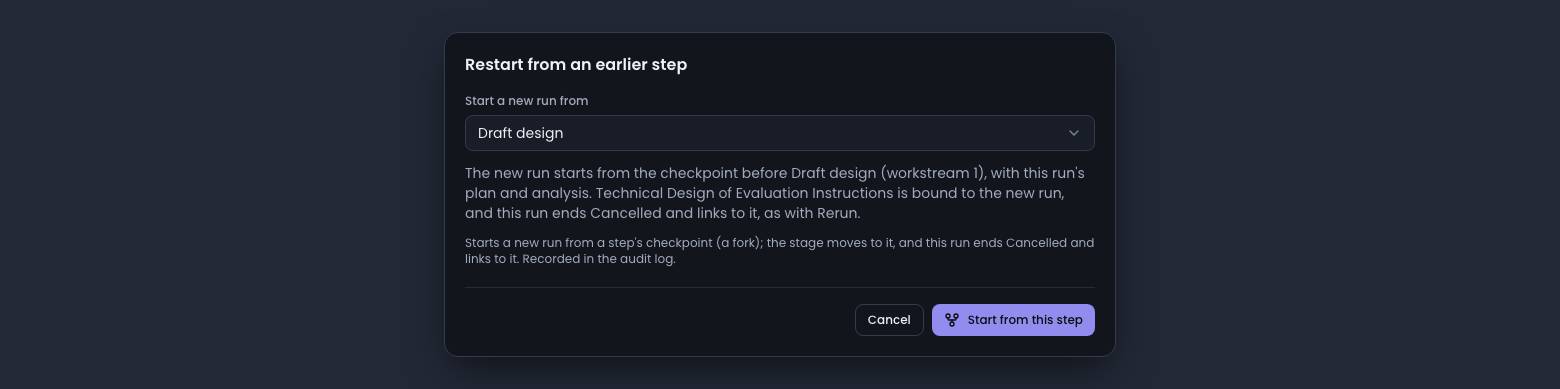 Restart from an earlier step
Start a new run from
Draft design
The new run starts from the checkpoint before Draft design (workstream 1), with this run's
plan and analysis. Technical Design of Evaluation Instructions is bound to the new run,
and this run ends Cancelled and links to it, as with Rerun.
Starts a new run from a step's checkpoint (a fork); the stage moves to it, and this run ends Cancelled and
links to it. Recorded in the audit log.
Cancel
Start from this step